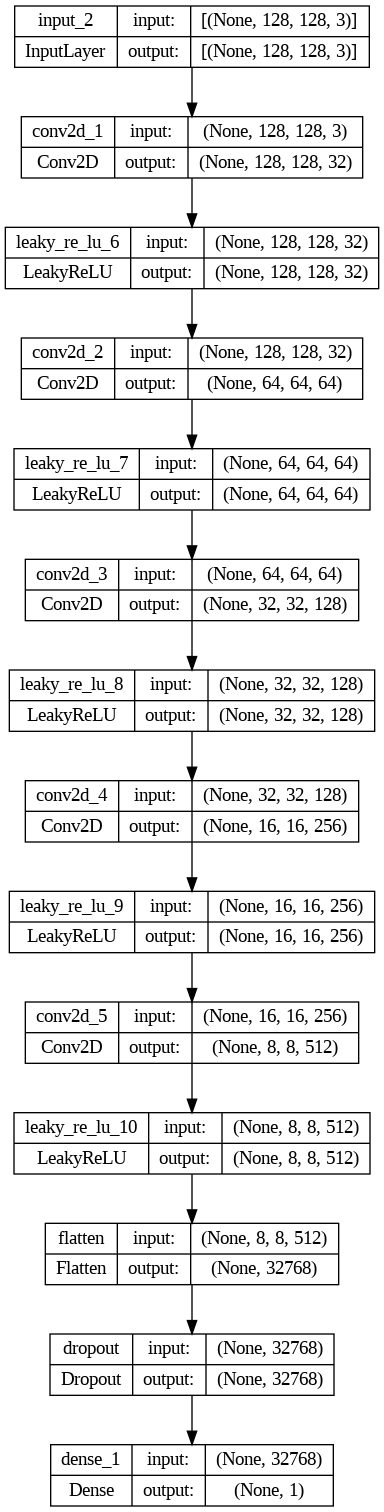 input_2 input: [(None, 128, 128, 3)]
InputLayer output: [(None, 128, 128, 3)]
conv2d_1 input: (None, 128, 128, 3)
Conv2D output: (None, 128, 128, 32)
leaky_re_lu_6 input: (None, 128, 128, 32)
LeakyReLU output: (None, 128, 128, 32)
conv2d_2 input: (None, 128, 128, 32)
Conv2D output: (None, 64, 64, 64)
leaky_re_lu_7 input: (None, 64, 64, 64)
LeakyReLU output: (None, 64, 64, 64)
conv2d_3 input: (None, 64, 64, 64)
Conv2D output: (None, 32, 32, 128)
leaky_re_lu_8 input: (None, 32, 32, 128)
LeakyReLU output: (None, 32, 32, 128)
conv2d_4 input: (None, 32, 32, 128)
Conv2D output: (None, 16, 16, 256)
leaky_re_lu_9 input: (None, 16, 16, 256)
LeakyReLU output: (None, 16, 16, 256)
conv2d_5 input: (None, 16, 16, 256)
Conv2D output: (None, 8, 8, 512)
leaky_re_lu_10 input: (None, 8, 8, 512)
LeakyReLU output: (None, 8, 8, 512)
flatten input: (None, 8, 8, 512)
Flatten output: (None, 32768)
dropout input: (None, 32768)
Dropout output: (None, 32768)
dense_1 input: (None, 32768)
Dense output: (None, 1)